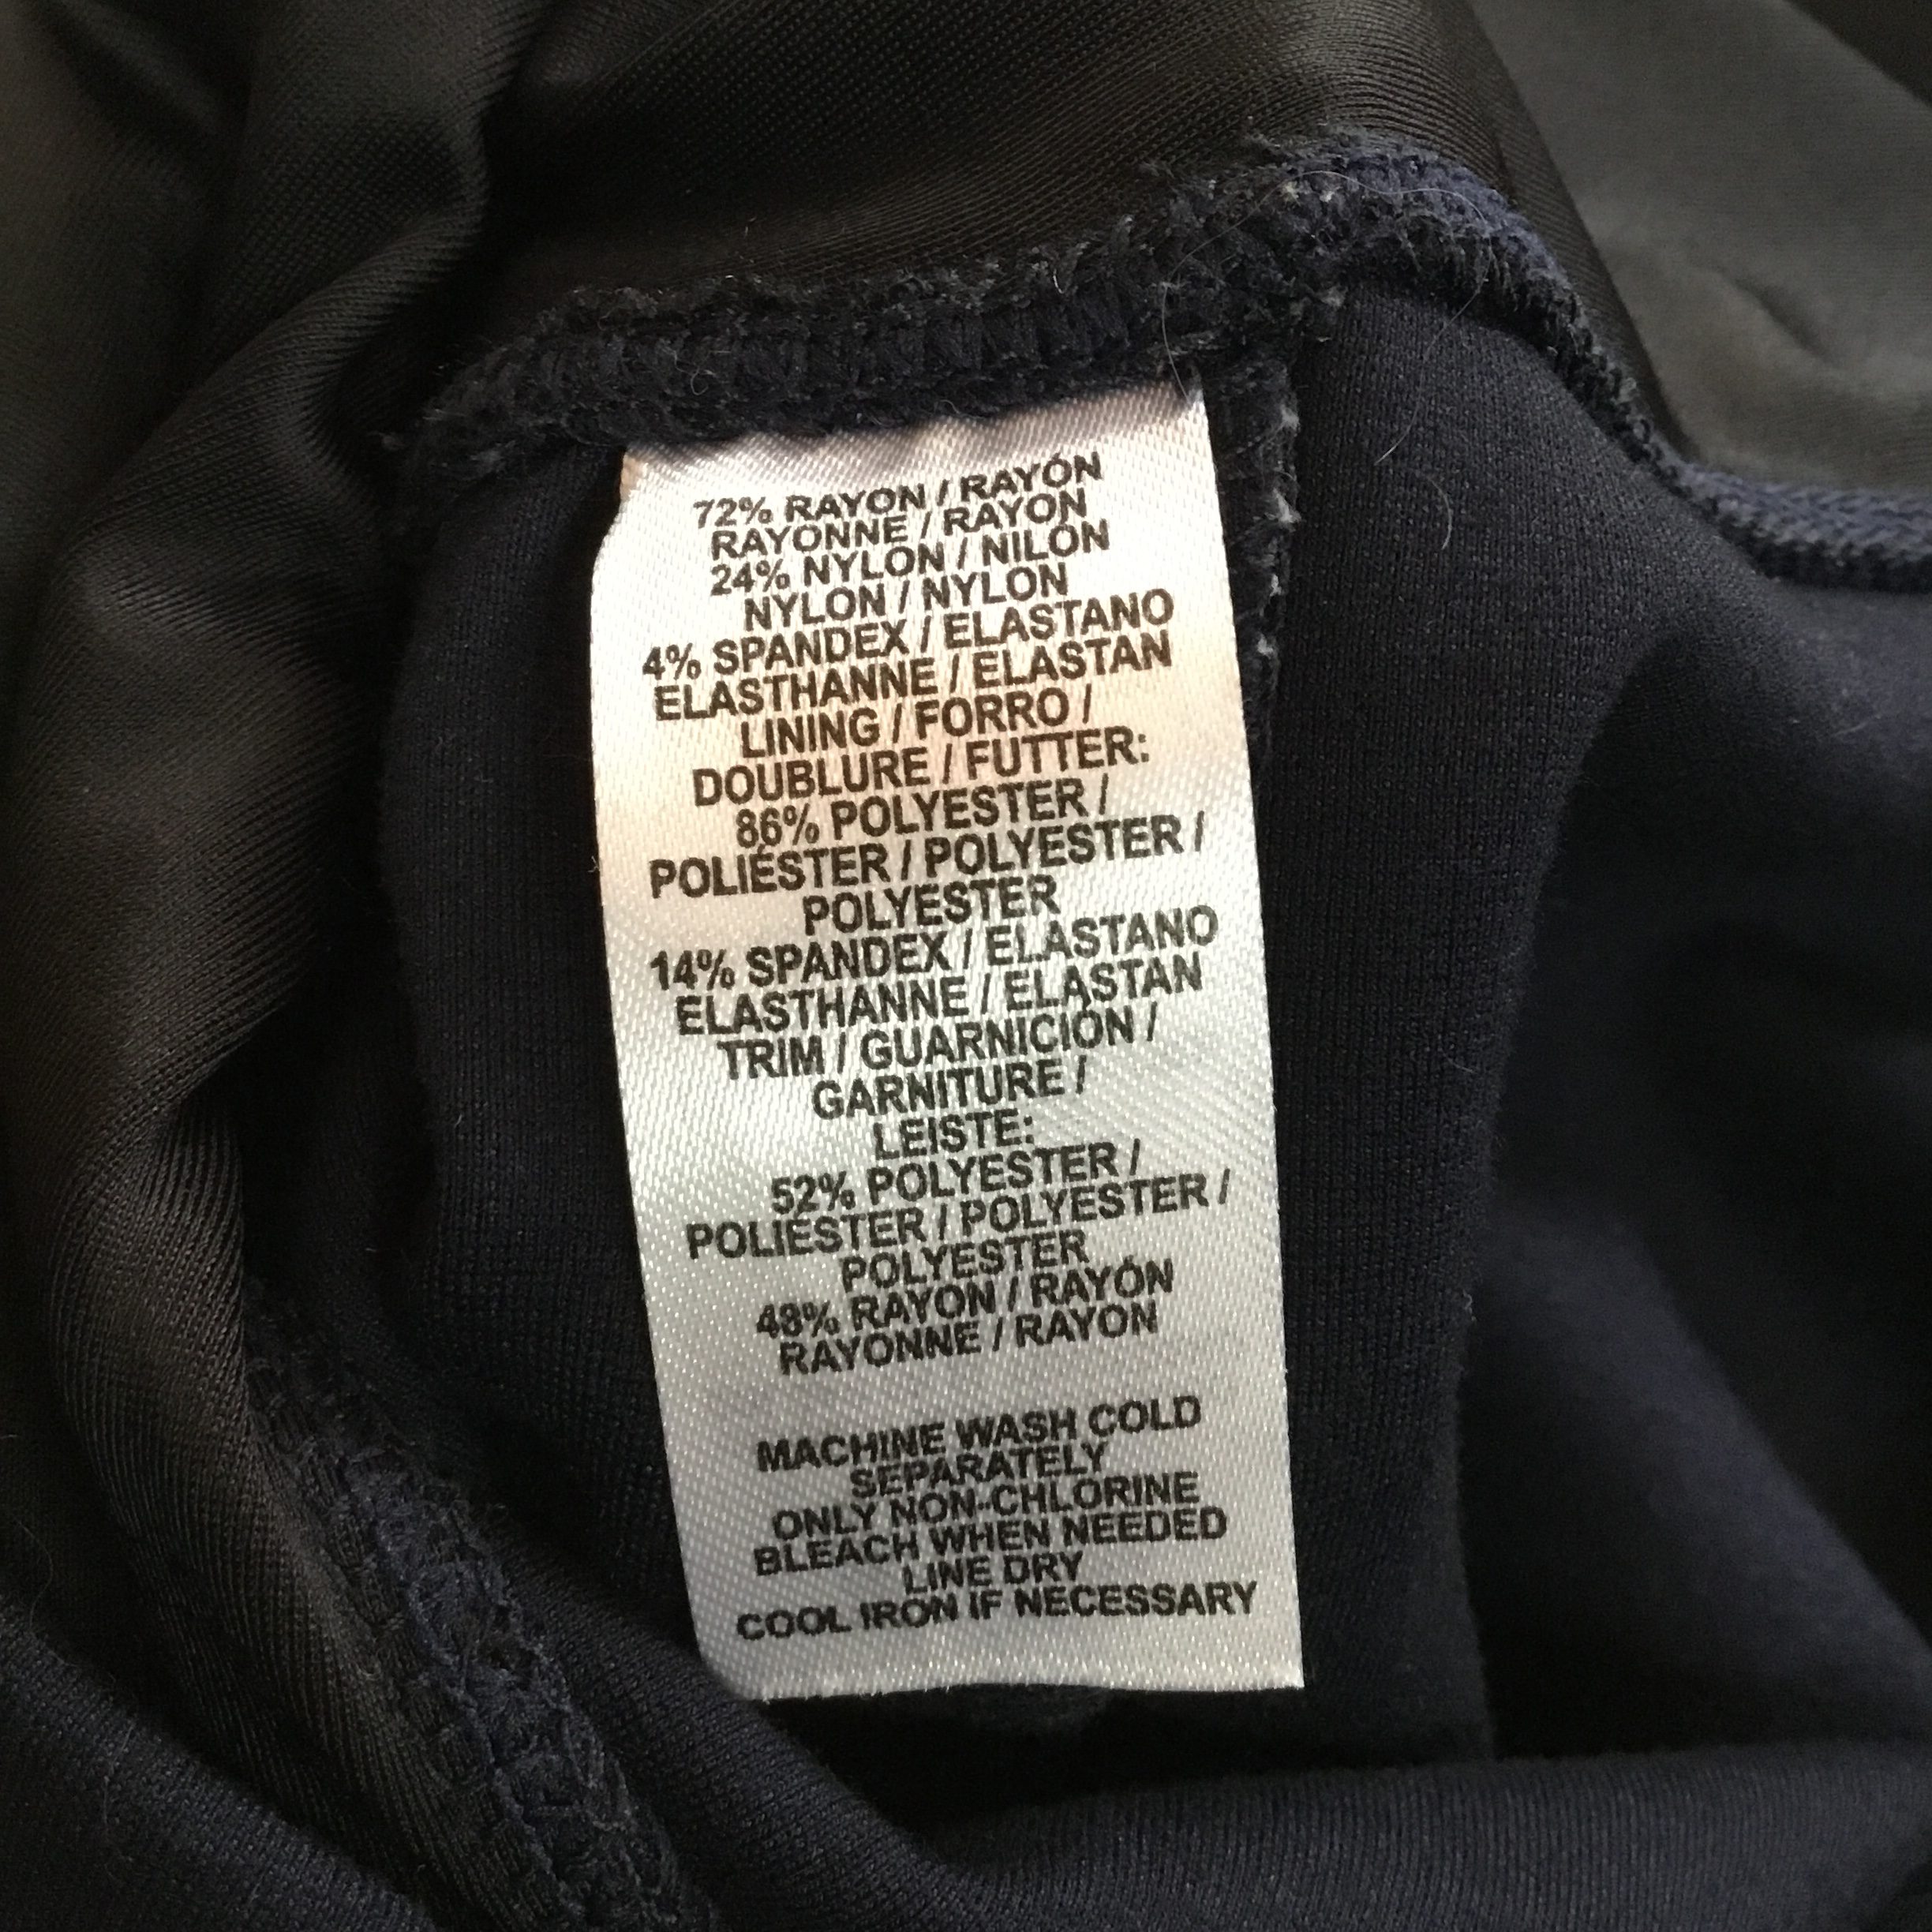 72% RAYON / RAYÓN
RAYONNE / RAYON
24% NYLON / NILÓN
NYLON / NYLON
4% SPANDEX / ELASTANO
ELASTHANNE / ELASTAN
LINING / FORRO /
DOUBLURE / FUTTER:
86% POLYESTER /
POLIÉSTER / POLYESTER /
POLYESTER
14% SPANDEX / ELASTANO
ELASTHANNE / ELASTAN
TRIM / GUARNICIÓN /
GARNITURE /
LEISTE:
52% POLYESTER /
POLIÉSTER / POLYESTER /
POLYESTER
48% RAYON / RAYÓN
RAYONNE / RAYON
MACHINE WASH COLD
SEPARATELY
ONLY NON-CHLORINE
BLEACH WHEN NEEDED
LINE DRY
COOL IRON IF NECESSARY